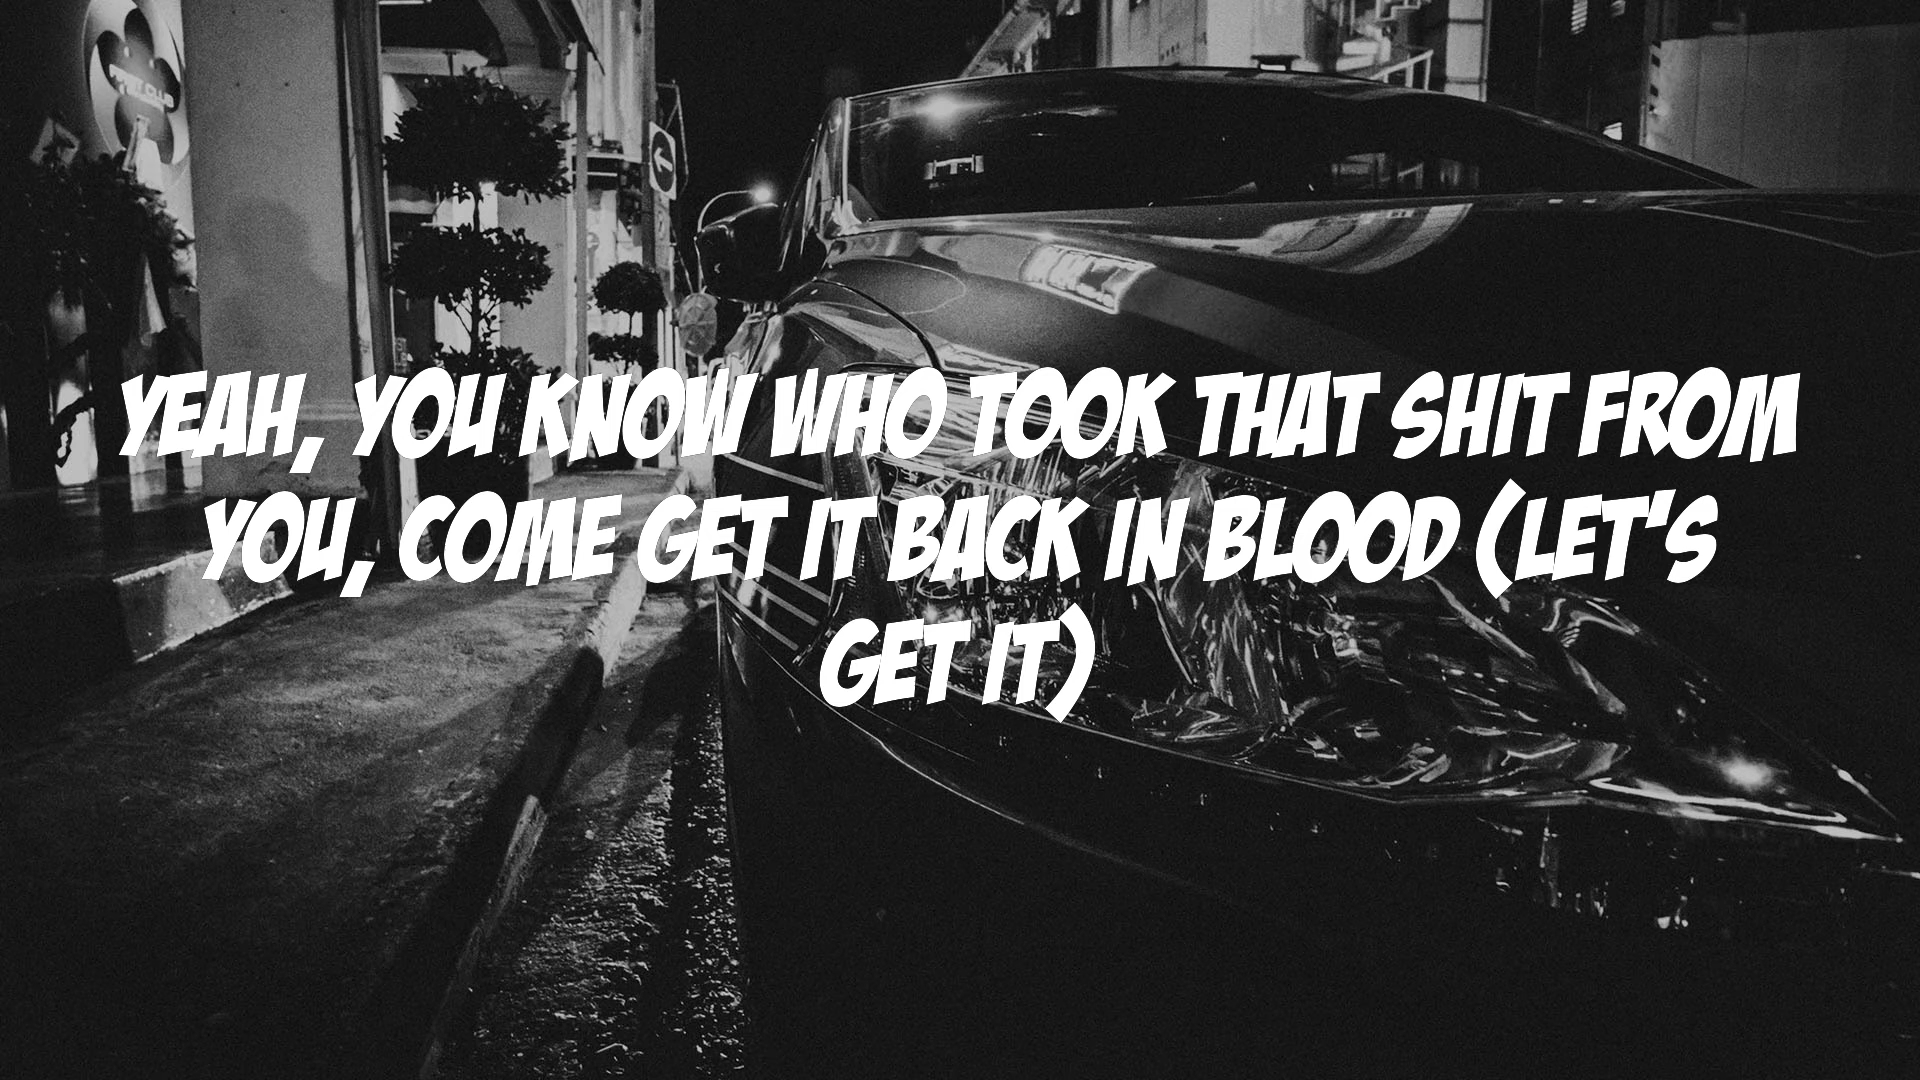 YEAH, YOU KNOW WHO TOOK THAT SHIT FROM
YOU, COME GET IT BACK IN BLOOD (LET'S
GET IT)